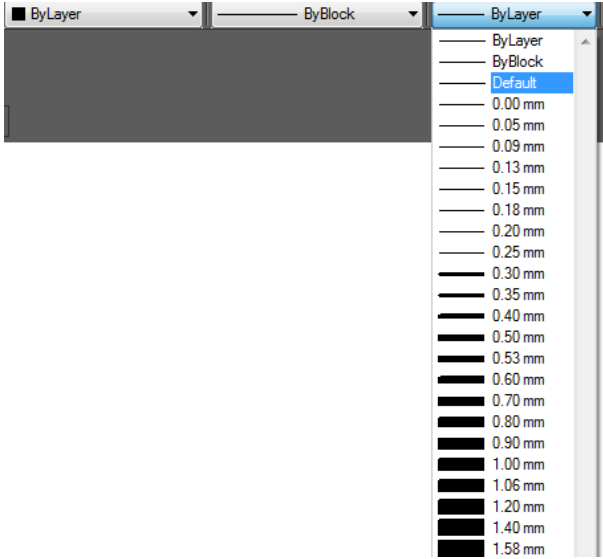 ByLayer ByBlock ByLayer
ByLayer
ByBlock
Default
0.00 mm
0.05 mm
0.09 mm
0.13 mm
0.15 mm
0.18 mm
0.20 mm
0.25 mm
0.30 mm
0.35 mm
0.40 mm
0.50 mm
0.53 mm
0.60 mm
0.70 mm
0.80 mm
0.90 mm
1.00 mm
1.06 mm
1.20 mm
1.40 mm
1.58 mm